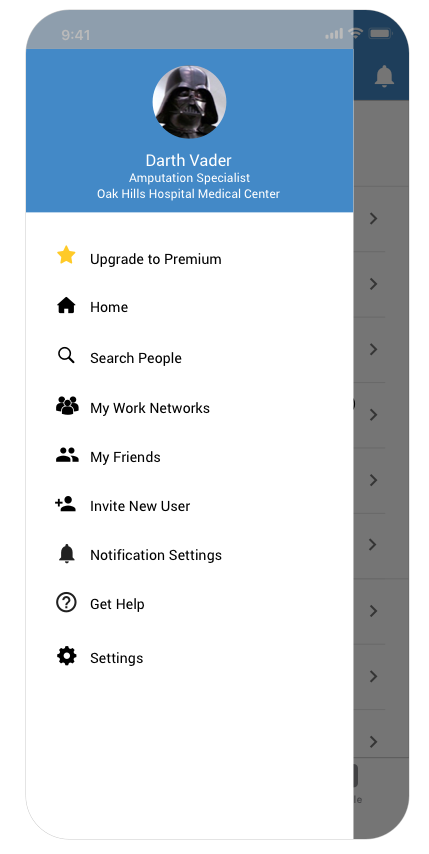 9:41
Darth Vader
Amputation Specialist
Oak Hills Hospital Medical Center
Upgrade to Premium
Home
Search People
My Work Networks
My Friends
Invite New User
Notification Settings
Get Help
Settings